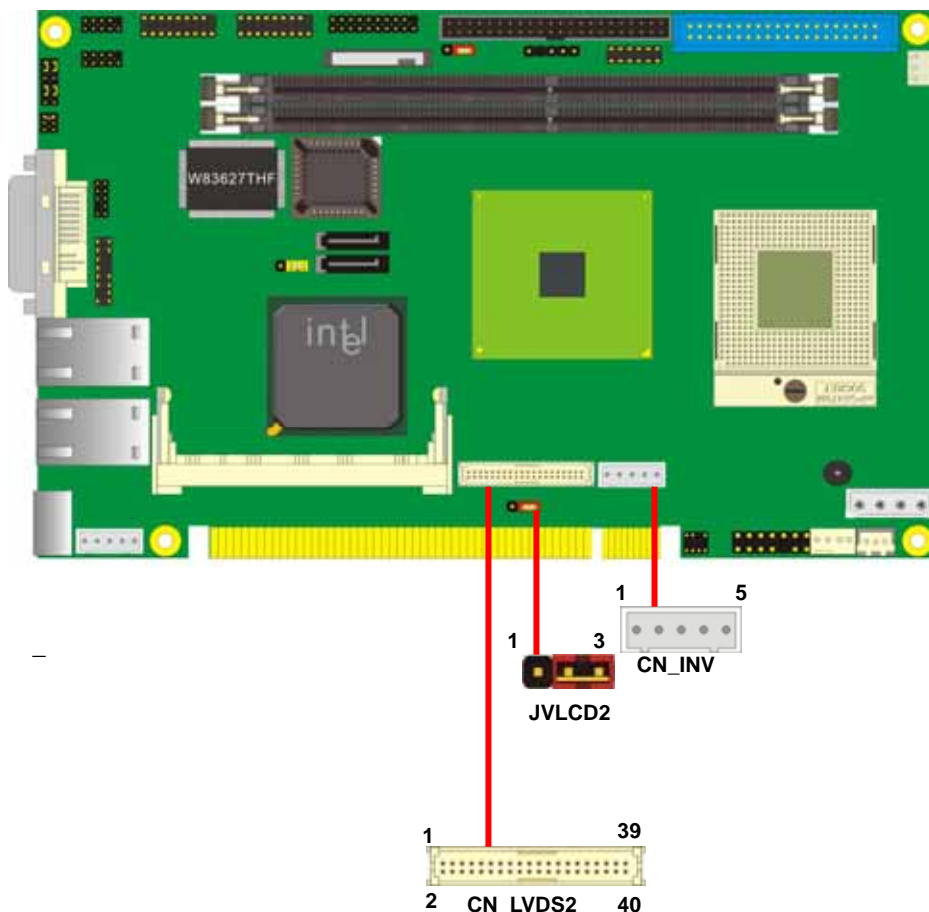 W83627THF
intel
1 5
CN_INV
1 3
JVLCD2
–
1 39
2 CN_LVDS2 40